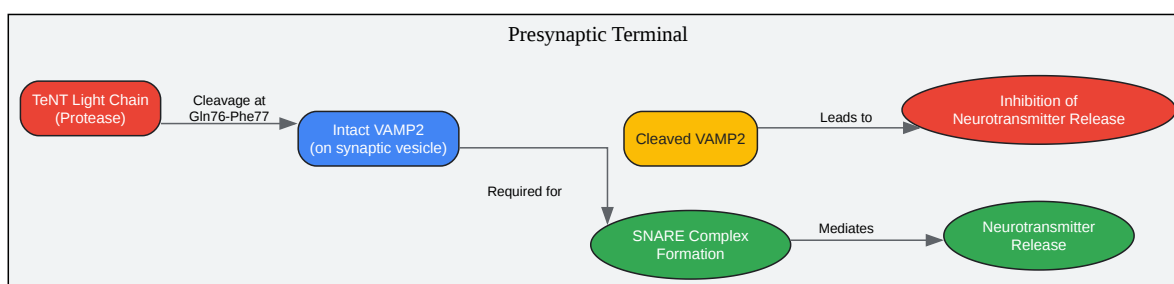 Presynaptic Terminal
TeNT Light Chain
(Protease)
Cleavage at
Gln76-Phe77
Intact VAMP2
(on synaptic vesicle)
Cleaved VAMP2
Leads to
Inhibition of
Neurotransmitter Release
Required for
SNARE Complex
Formation
Mediates
Neurotransmitter
Release